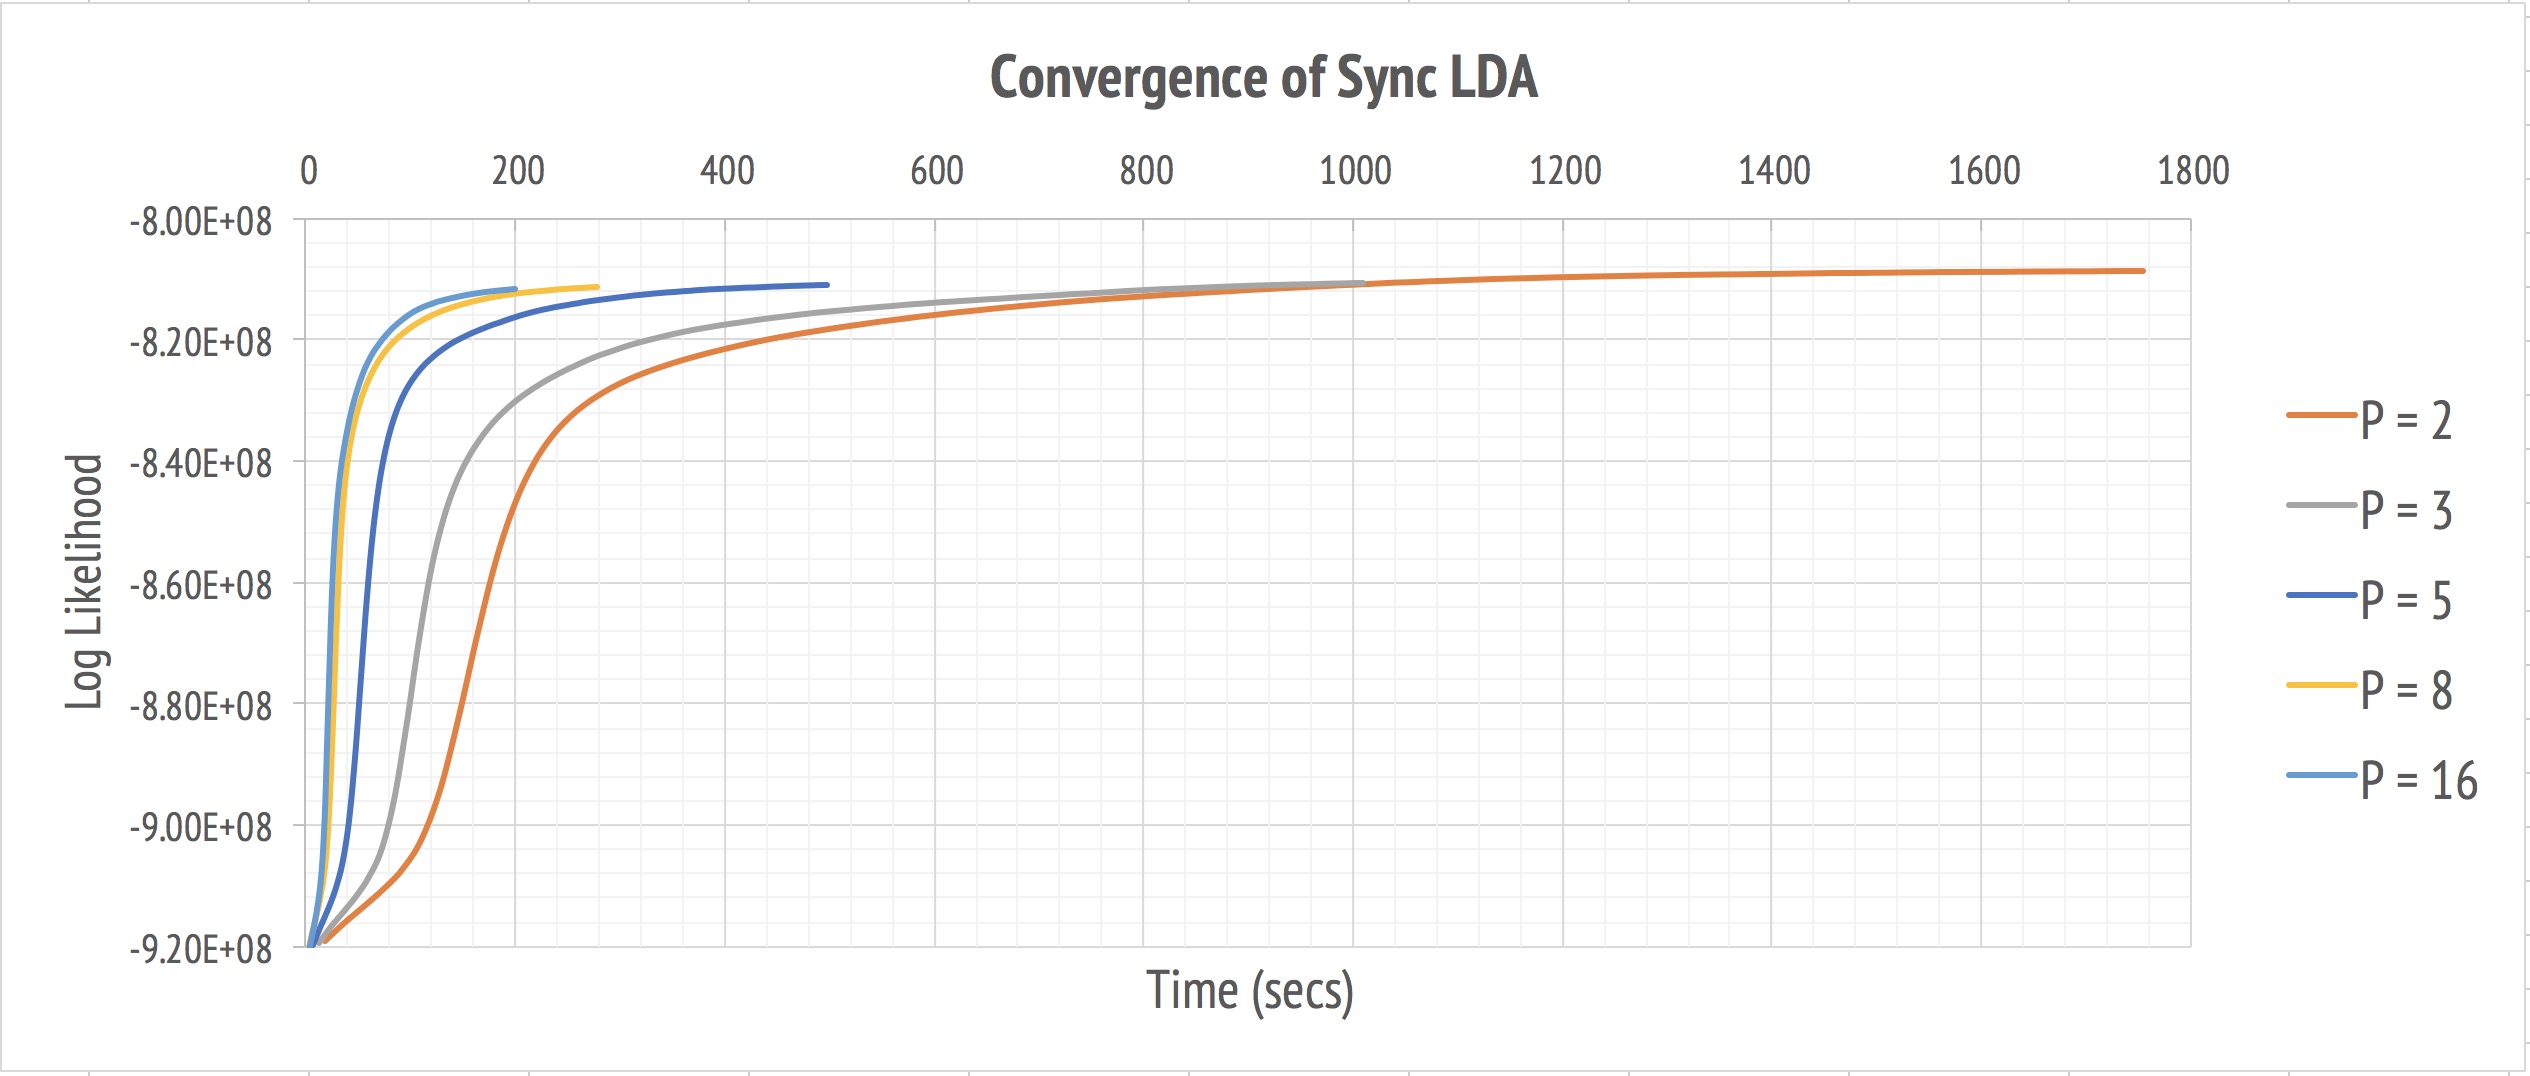 Convergence of Sync LDA
0 200 400 600 800 1000 1200 1400 1600 1800
-8.00E+08
-8.20E+08
-8.40E+08
-8.60E+08
-8.80E+08
-9.00E+08
-9.20E+08
Log Likelihood
Time (secs)
P = 2
P = 3
P = 5
P = 8
P = 16